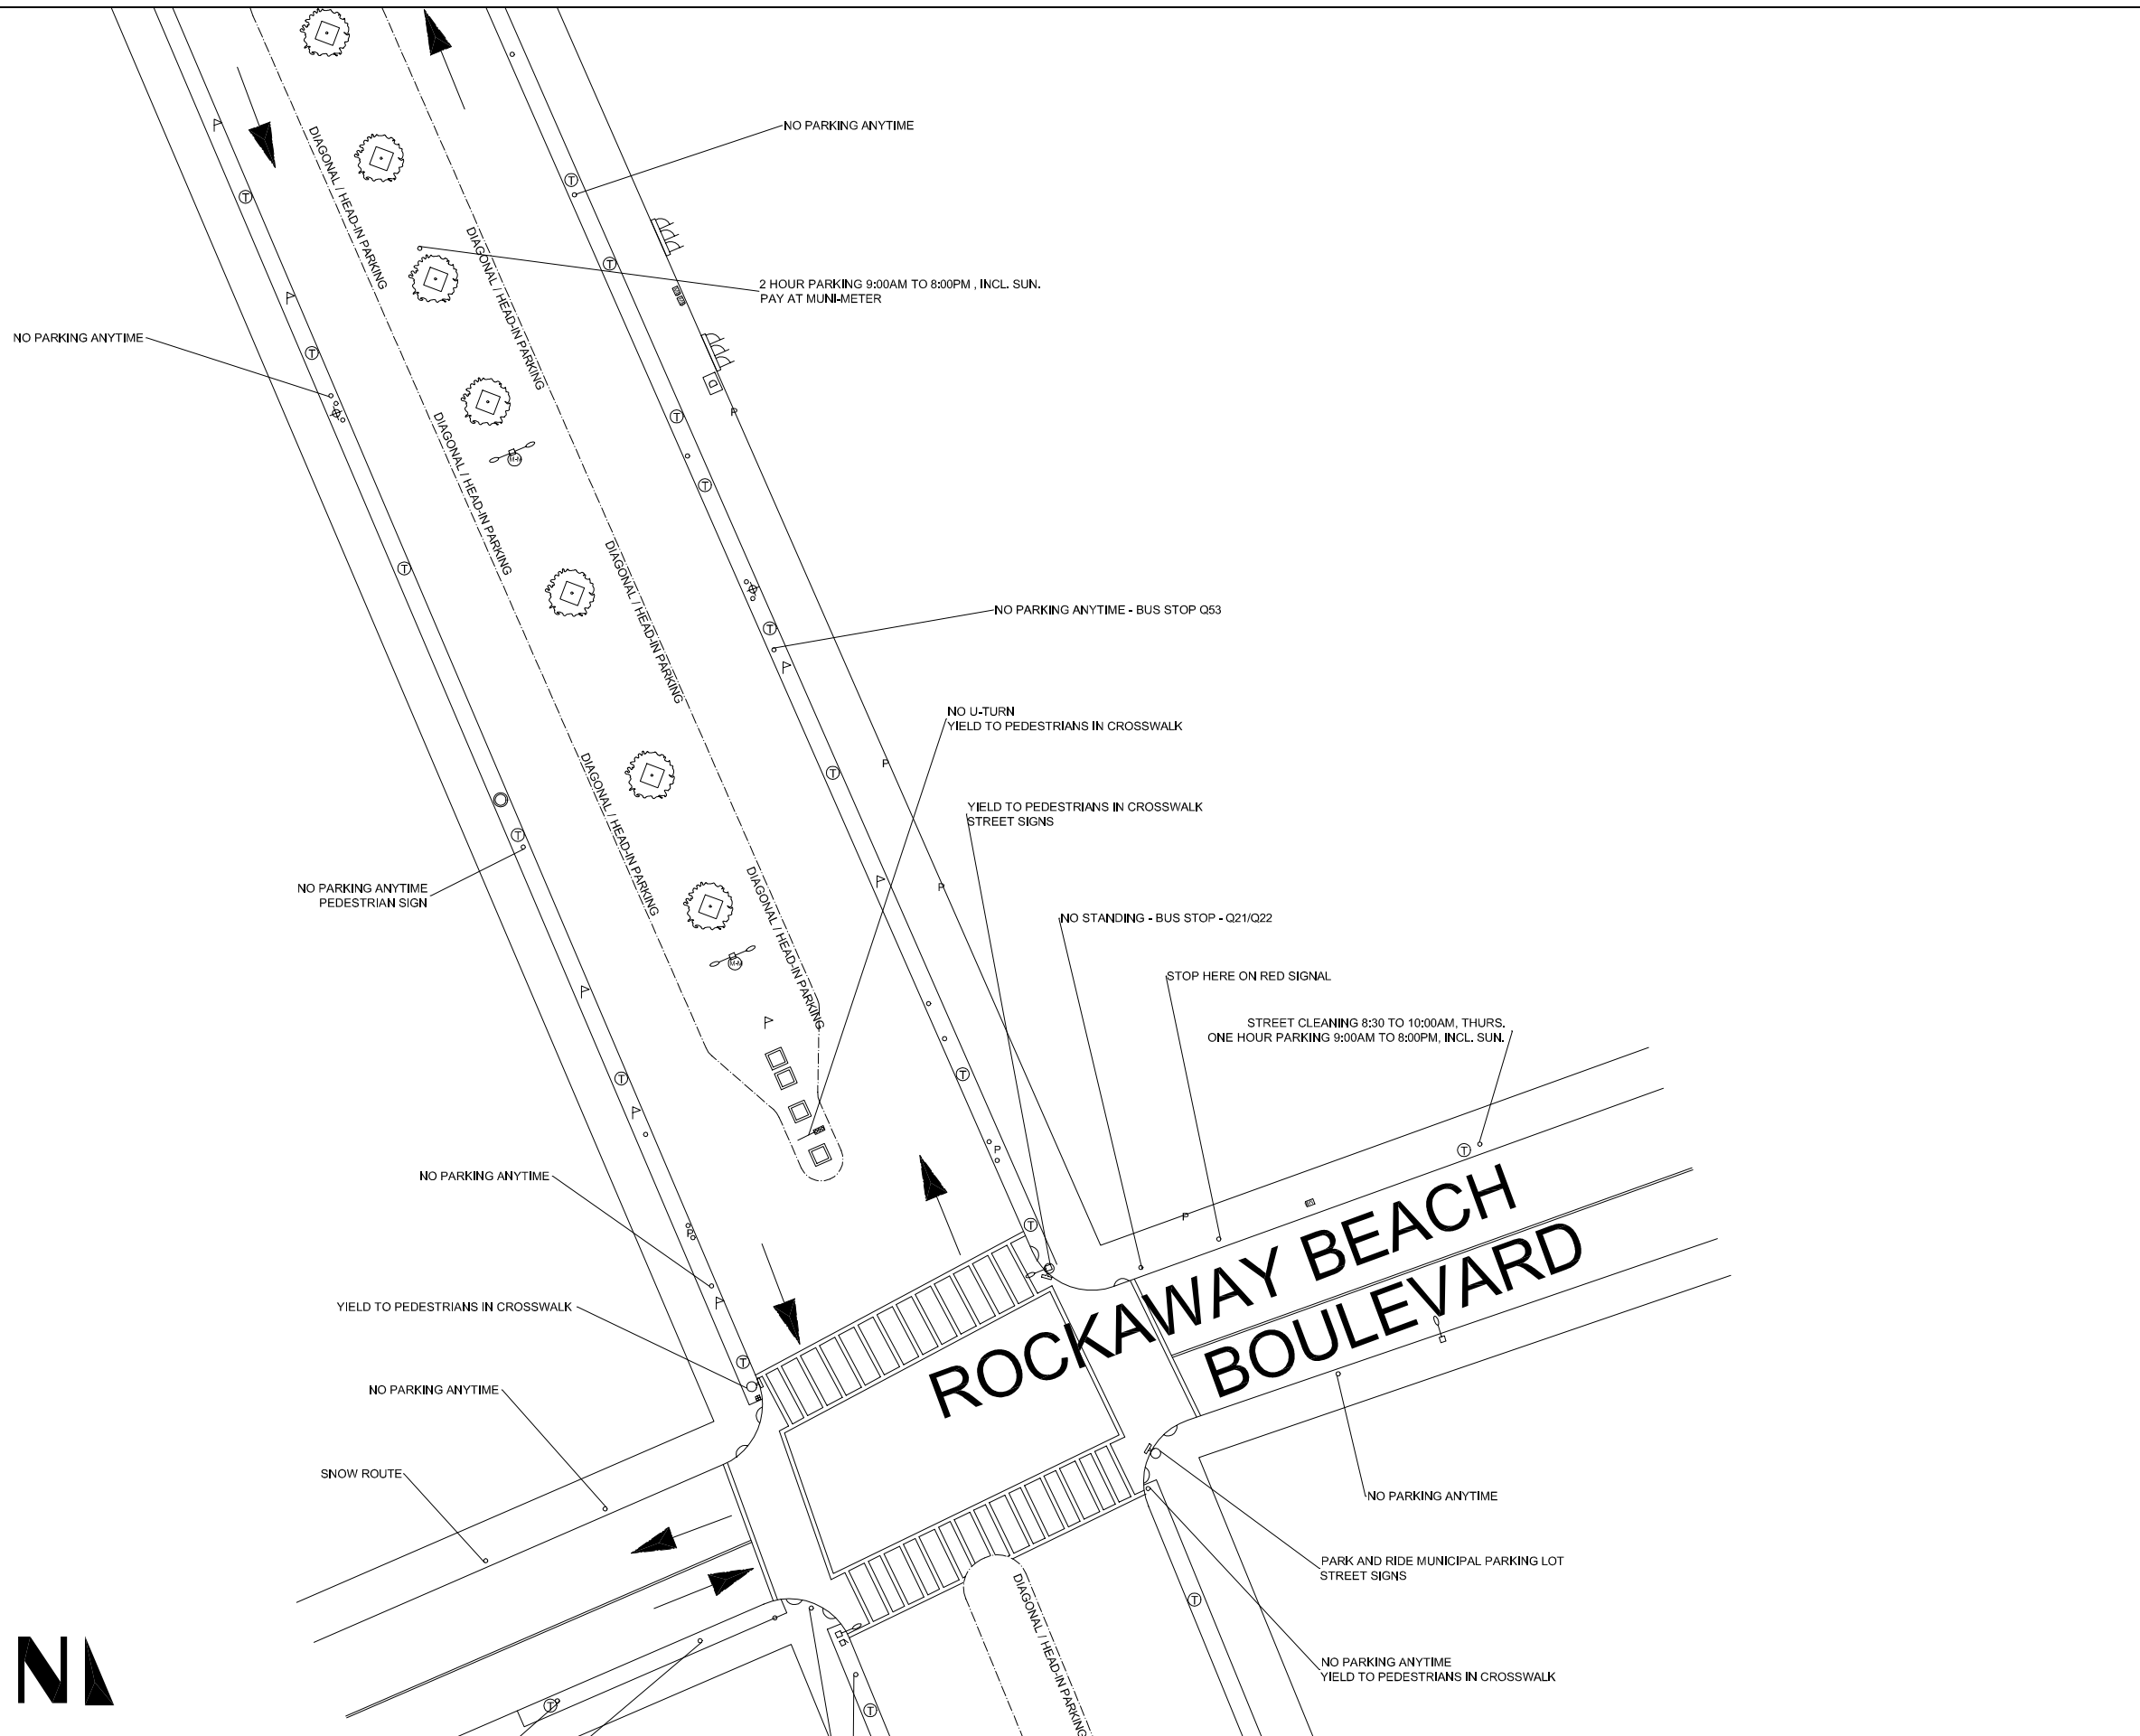 NO PARKING ANYTIME
DIAGONAL / HEAD-IN PARKING
DIAGONAL / HEAD-IN PARKING
2 HOUR PARKING 9:00AM TO 8:00PM , INCL. SUN.
PAY AT MUNI-METER
NO PARKING ANYTIME
DIAGONAL / HEAD-IN PARKING
DIAGONAL / HEAD-IN PARKING
NO PARKING ANYTIME - BUS STOP Q53
NO U-TURN
YIELD TO PEDESTRIANS IN CROSSWALK
DIAGONAL / HEAD-IN PARKING
YIELD TO PEDESTRIANS IN CROSSWALK
STREET SIGNS
DIAGONAL / HEAD-IN PARKING
NO PARKING ANYTIME
PEDESTRIAN SIGN
NO STANDING - BUS STOP - Q21/Q22
STOP HERE ON RED SIGNAL
STREET CLEANING 8:30 TO 10:00AM, THURS.
ONE HOUR PARKING 9:00AM TO 8:00PM, INCL. SUN.
NO PARKING ANYTIME
ROCKAWAY BEACH
BOULEVARD
YIELD TO PEDESTRIANS IN CROSSWALK
NO PARKING ANYTIME
SNOW ROUTE
NO PARKING ANYTIME
PARK AND RIDE MUNICIPAL PARKING LOT
STREET SIGNS
DIAGONAL / HEAD-IN PARKING
NO PARKING ANYTIME
YIELD TO PEDESTRIANS IN CROSSWALK
N